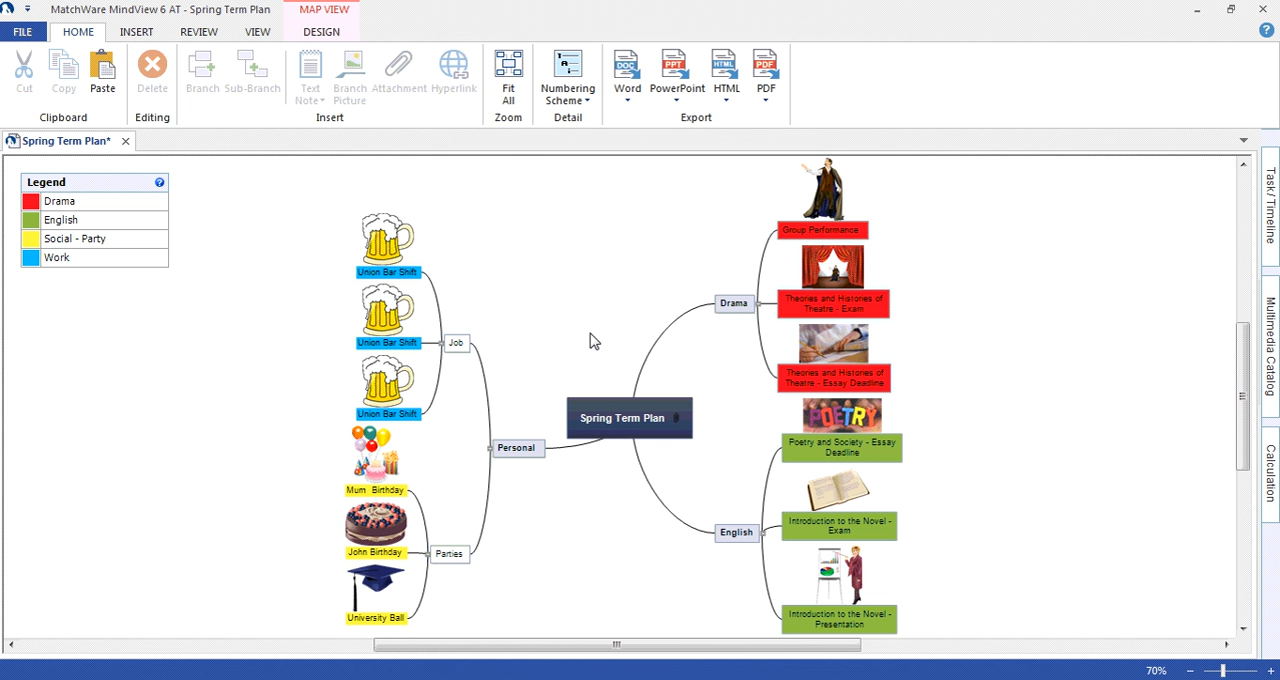 MatchWare MindView 6 AT - Spring Term Plan
MAP VIEW
FILE
HOME
INSERT
REVIEW
VIEW
DESIGN
Cut
Copy
Paste
Delete
Branch
Sub-Branch
Text Note
Branch Picture
Attachment
Hyperlink
Fit All
Numbering Scheme
Word
PowerPoint
HTML
PDF
Clipboard
Editing
Insert
Zoom
Detail
Export
Spring Term Plan*
Legend
Drama
English
Social - Party
Work
Union Bar Shift
Union Bar Shift
Union Bar Shift
Job
Mum Birthday
John Birthday
University Ball
Parties
Personal
Spring Term Plan
Drama
Group Performance
Theories and Histories of
Theatre - Exam
Theories and Histories of
Theatre - Essay Deadline
English
POETRY
Poetry and Society - Essay
Deadline
Introduction to the Novel -
Exam
Introduction to the Novel -
Presentation
Task / Timeline
Multimedia Catalog
Calculation
70%